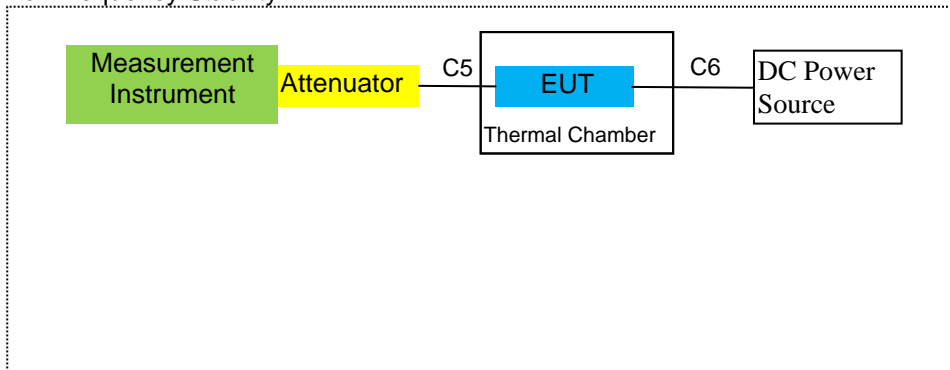 Measurement
Instrument
Attenuator
C5
EUT
Thermal Chamber
C6
DC Power
Source